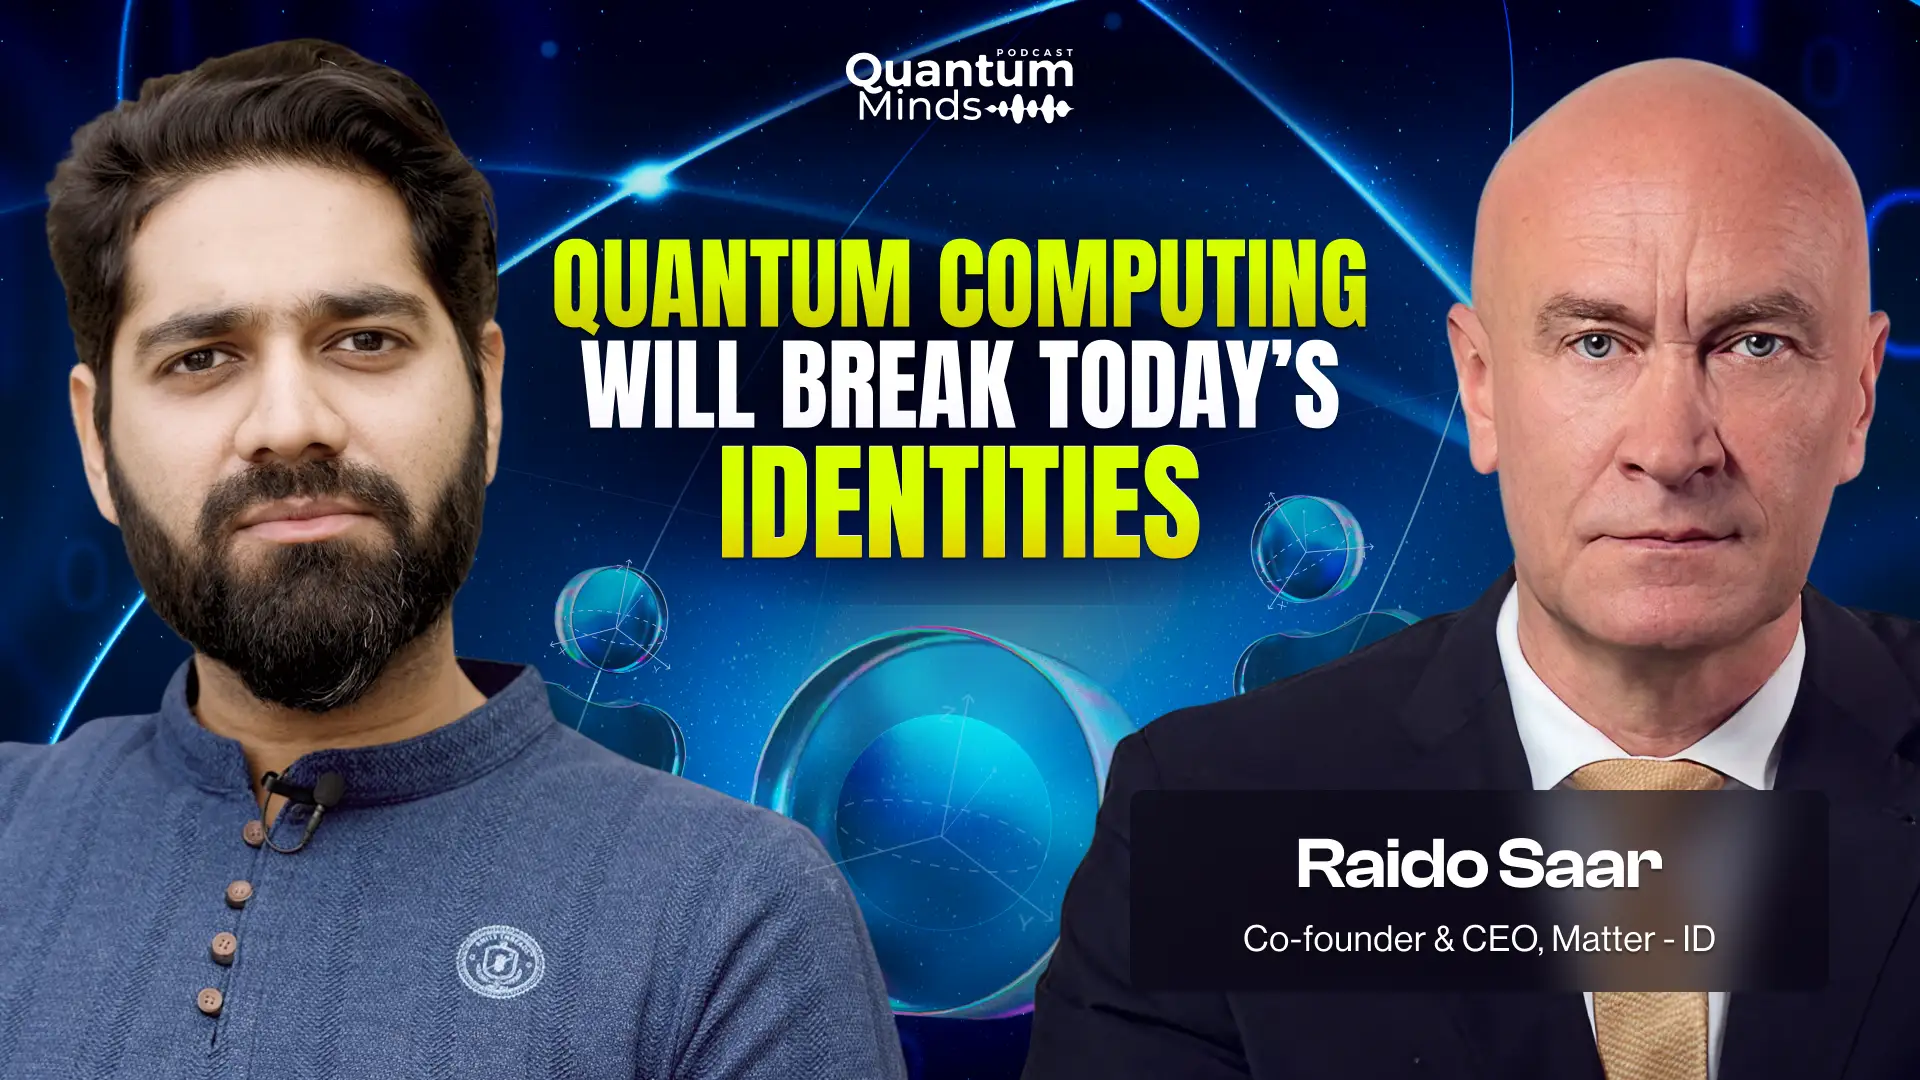 PODCAST
Quantum
Minds
QUANTUM COMPUTING
WILL BREAK TODAY’S
IDENTITIES
Z
Y
Raido Saar
Co-founder & CEO, Matter - ID